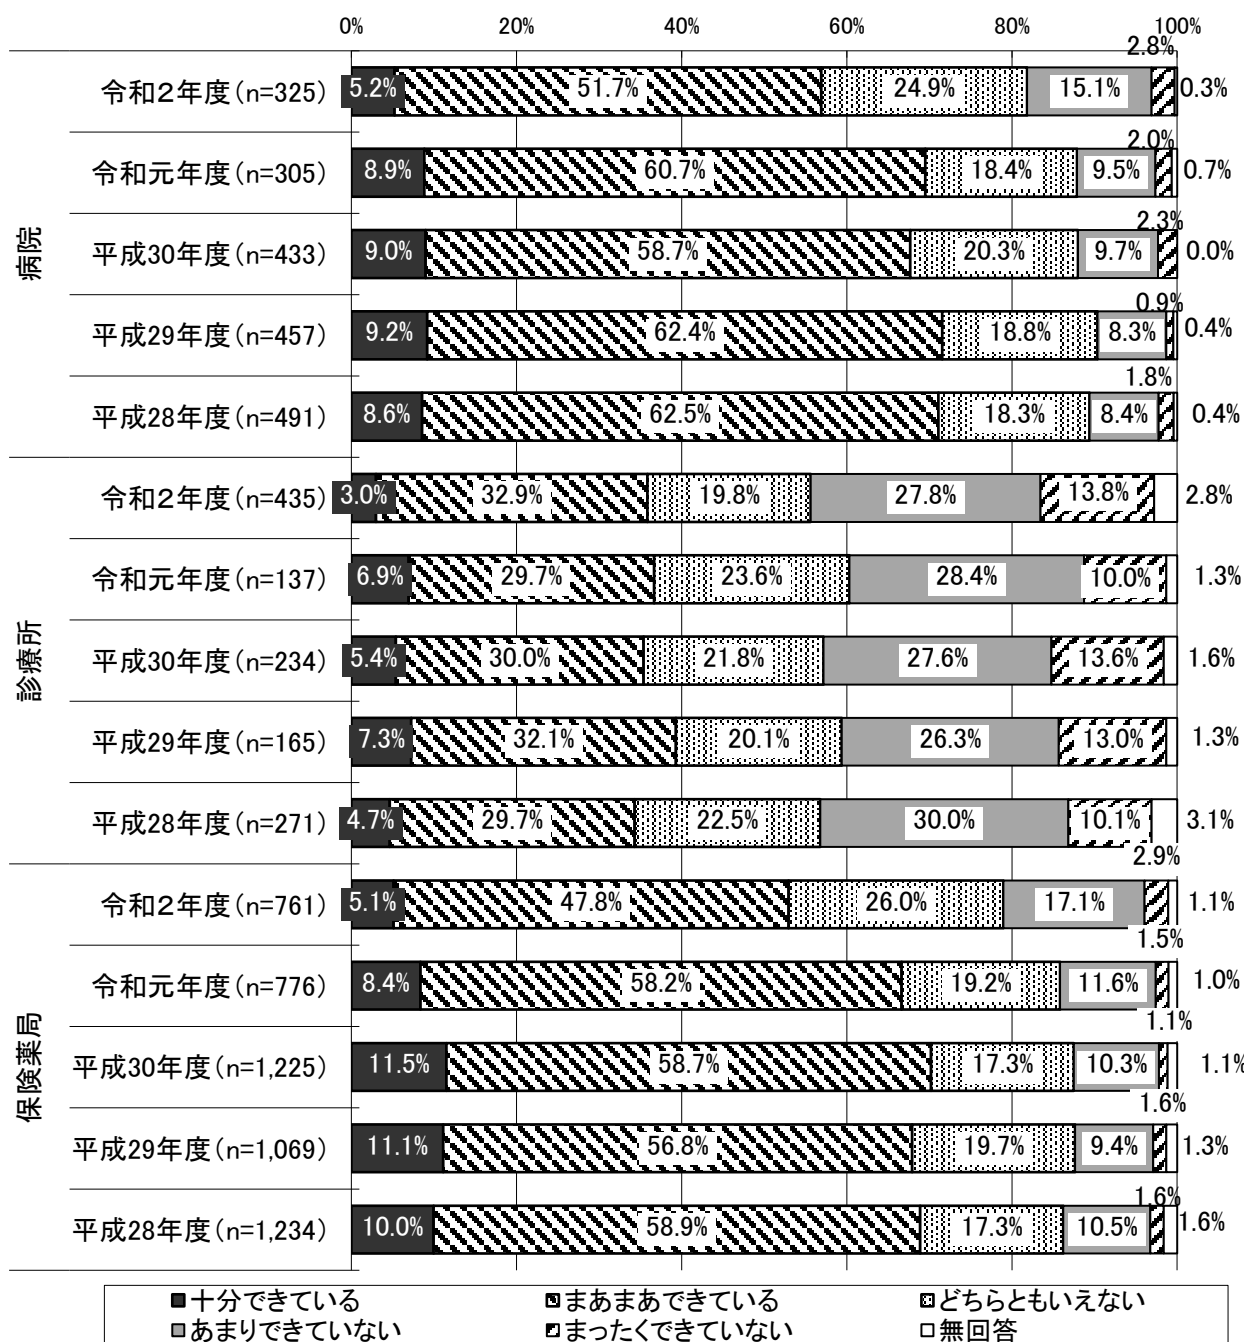 0% 20% 40% 60% 80% 100%
病院
令和２年度(n=325) 5.2% 51.7% 24.9% 15.1% 2.8% 0.3%
令和元年度(n=305) 8.9% 60.7% 18.4% 9.5% 2.0% 0.7%
平成30年度(n=433) 9.0% 58.7% 20.3% 9.7% 2.3% 0.0%
平成29年度(n=457) 9.2% 62.4% 18.8% 8.3% 0.9% 0.4%
平成28年度(n=491) 8.6% 62.5% 18.3% 8.4% 1.8% 0.4%
診療所
令和２年度(n=435) 3.0% 32.9% 19.8% 27.8% 13.8% 2.8%
令和元年度(n=137) 6.9% 29.7% 23.6% 28.4% 10.0% 1.3%
平成30年度(n=234) 5.4% 30.0% 21.8% 27.6% 13.6% 1.6%
平成29年度(n=165) 7.3% 32.1% 20.1% 26.3% 13.0% 1.3%
平成28年度(n=271) 4.7% 29.7% 22.5% 30.0% 10.1% 3.1%
保険薬局
令和２年度(n=761) 5.1% 47.8% 26.0% 17.1% 2.9% 1.1%
令和元年度(n=776) 8.4% 58.2% 19.2% 11.6% 1.5% 1.0%
平成30年度(n=1,225) 11.5% 58.7% 17.3% 10.3% 1.1% 1.1%
平成29年度(n=1,069) 11.1% 56.8% 19.7% 9.4% 1.6% 1.3%
平成28年度(n=1,234) 10.0% 58.9% 17.3% 10.5% 1.6% 1.6%
十分できている まあまあできている どちらともいえない
あまりできていない まったくできていない 無回答